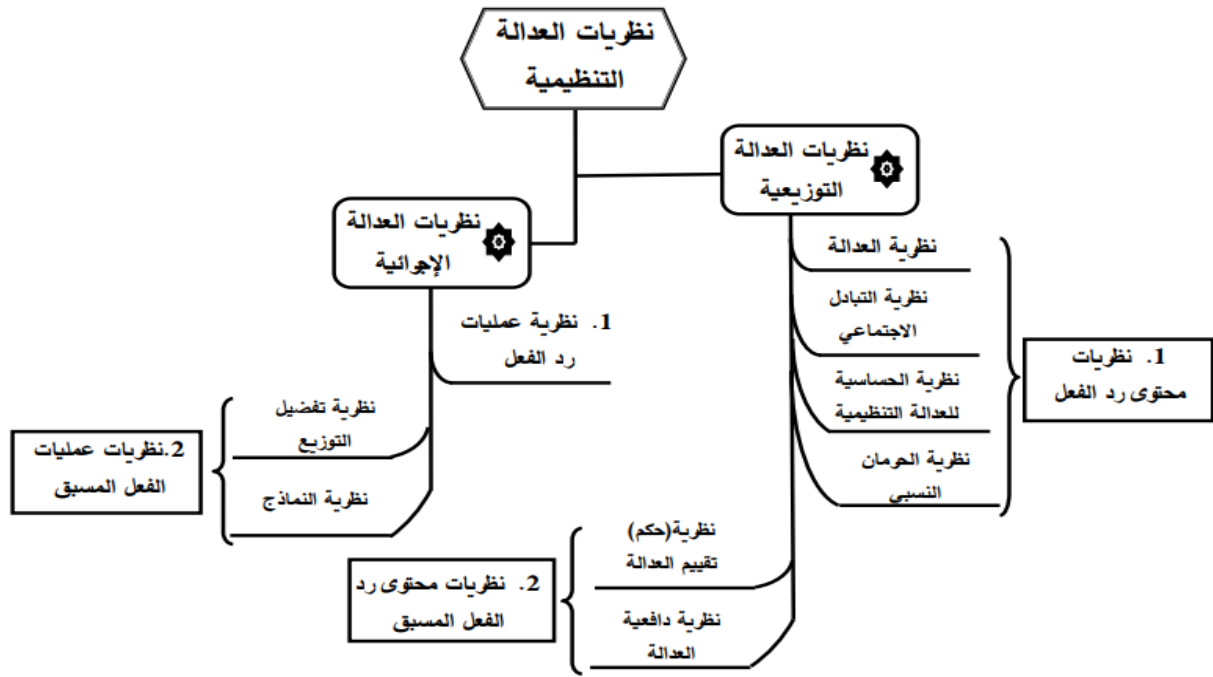 نظريات العدالة
التنظيمية
نظريات العدالة
التوزيعية
نظرية العدالة
نظرية التبادل
الاجتماعي
نظرية الحساسية
للعدالة التنظيمية
نظرية الحرمان
النسبي
1. نظريات
محتوى رد الفعل
نظرية(حكم)
تقييم العدالة
نظرية دافعية
العدالة
2. نظريات محتوى رد
الفعل المسبق
نظريات العدالة
الإجرائية
1. نظرية عمليات
رد الفعل
نظرية تفضيل
التوزيع
نظرية النماذج
2.نظريات عمليات
الفعل المسبق